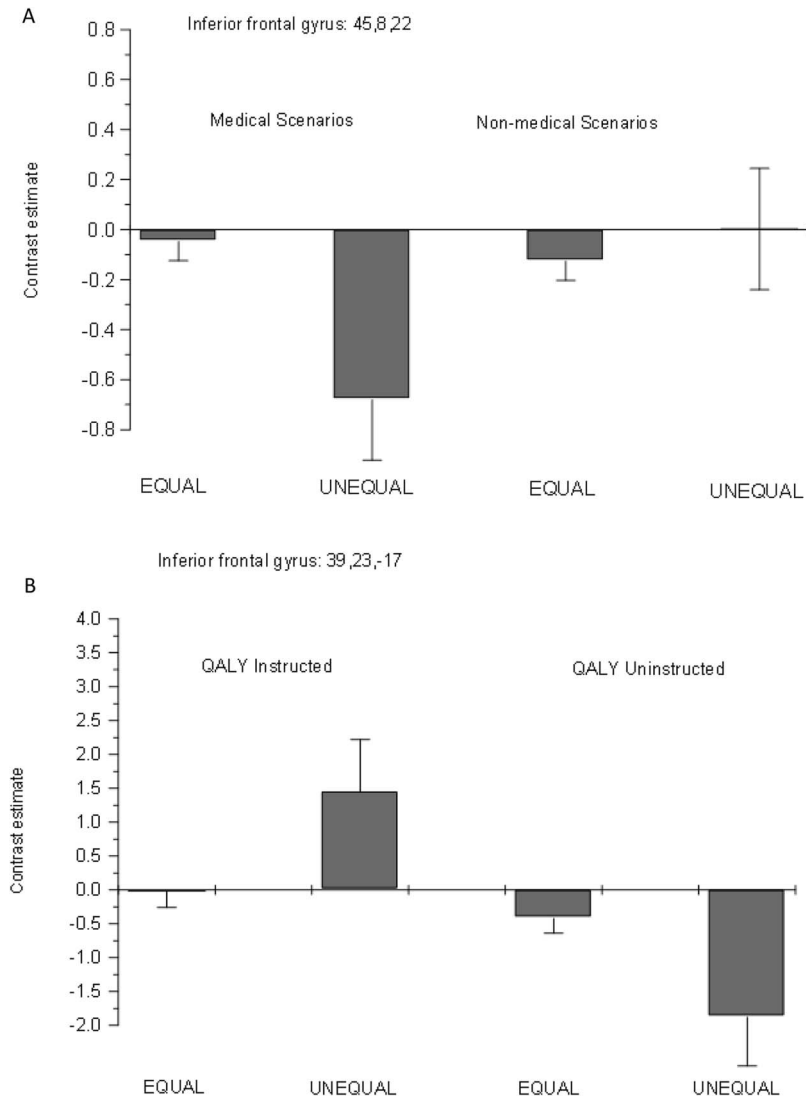 A
Inferior frontal gyrus: 45,8,22
Medical Scenarios
Non-medical Scenarios
Contrast estimate
0.8
0.6
0.4
0.2
0.0
-0.2
-0.4
-0.6
-0.8
EQUAL UNEQUAL EQUAL UNEQUAL
Inferior frontal gyrus: 39,23,-17
B
QALY Instructed
QALY Uninstructed
Contrast estimate
4.0
3.5
3.0
2.5
2.0
1.5
1.0
0.5
0.0
-0.5
-1.0
-1.5
-2.0
EQUAL UNEQUAL EQUAL UNEQUAL